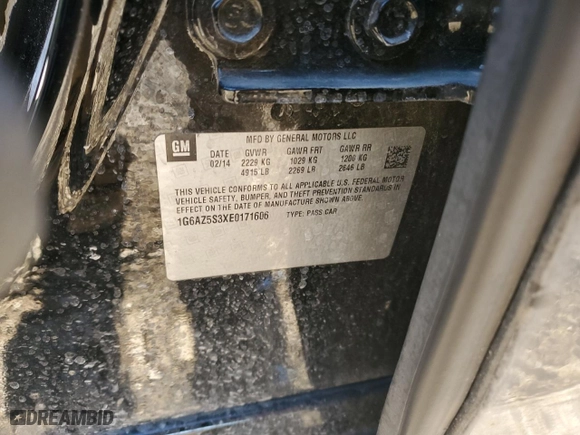 GM
MFD BY GENERAL MOTORS LLC
DATE GVWR GAWR FRT GAWR RR
02/14 2229 KG 1029 KG 1200 KG
4915 LB 2269 LB 2646 LB
THIS VEHICLE CONFORMS TO ALL APPLICABLE U.S. FEDERAL MOTOR
VEHICLE SAFETY, BUMPER, AND THEFT PREVENTION STANDARDS IN
EFFECT ON THE DATE OF MANUFACTURE SHOWN ABOVE.
1G6AZ5S3XE0171606 TYPE: PASS CAR
DREAMBID